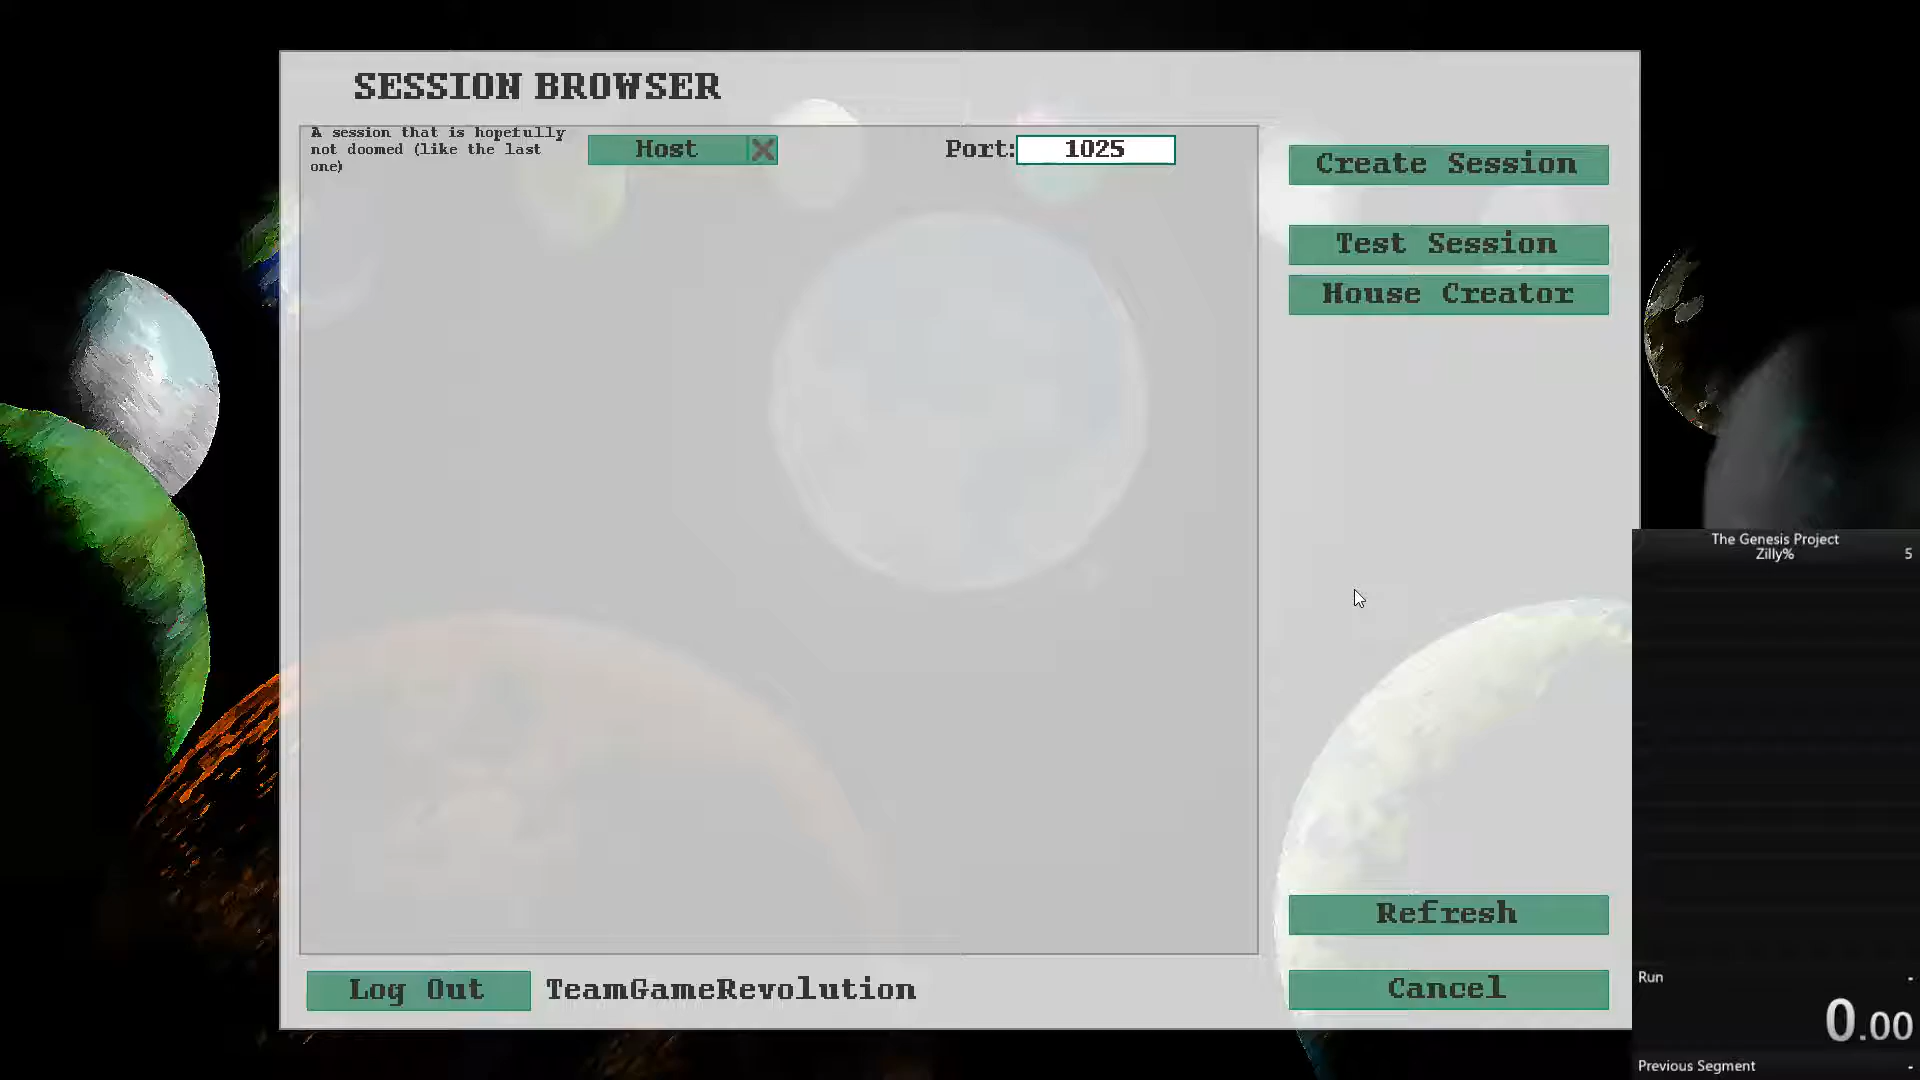 SESSION BROWSER
A session that is hopefully
not doomed (like the last
one)
Host
Port: 1025
Create Session
Test Session
House Creator
The Genesis Project
Zilly% 5
Refresh
Run -
Log Out TeamGameRevolution
Cancel
0.00
Previous Segment -